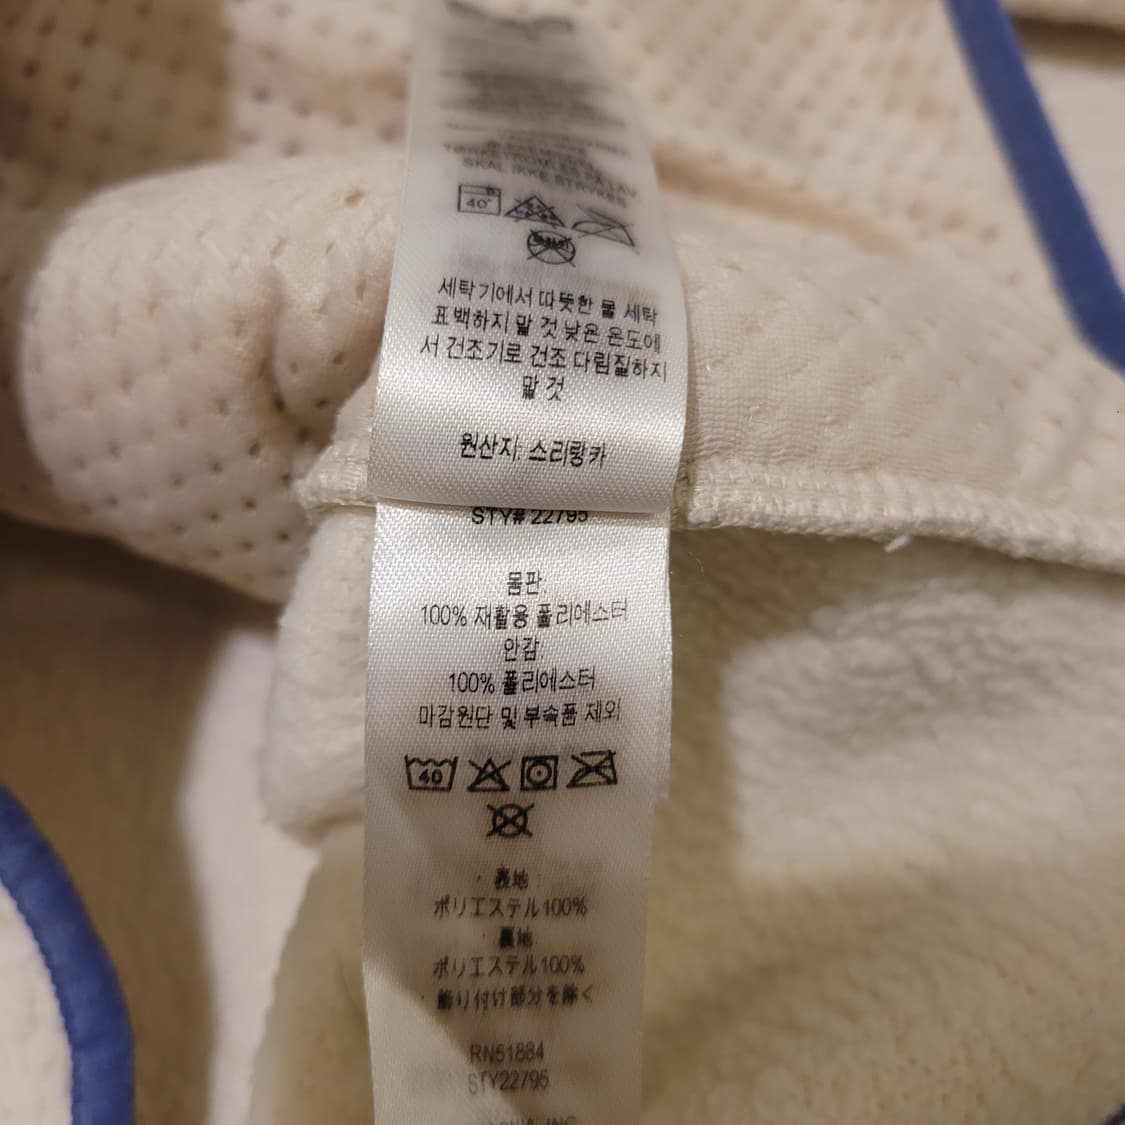 SKAL IKKE STRYKES
40°
세탁기에서 따뜻한 물 세탁
표백하지 말 것 낮은 온도에
서 건조기로 건조 다림질하지
말 것
원산지: 스리랑카
STY# 22795
몸판:
100% 재활용 폴리에스터
안감
100% 폴리에스터
마감원단 및 부속품 제외
40
表地
ポリエステル100%
裏地
ポリエステル100%
飾り付け部分を除く
RN51884
STY22795
INC